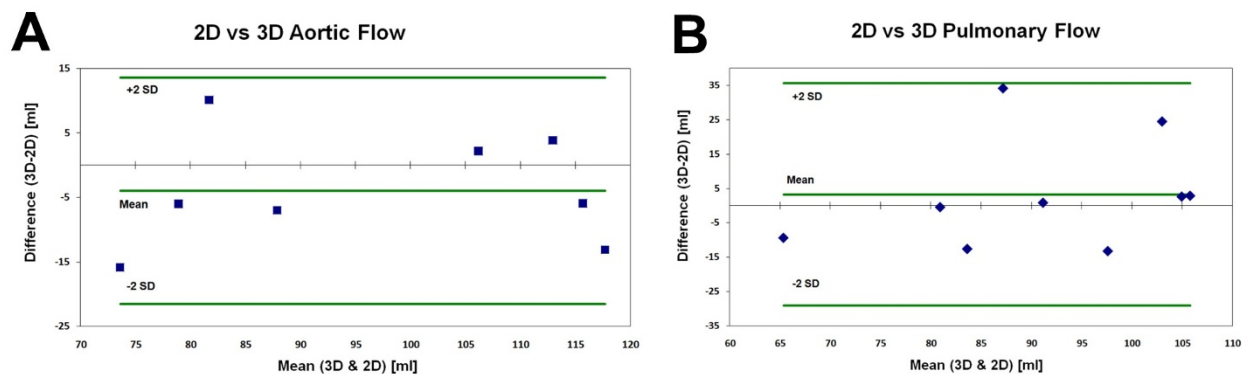 A
2D vs 3D Aortic Flow
Difference (3D-2D) [ml]
15
5
-5
-15
-25
+2 SD
Mean
-2 SD
70 75 80 85 90 95 100 105 110 115 120
Mean (3D & 2D) [ml]
B
2D vs 3D Pulmonary Flow
Difference (3D-2D) [ml]
35
25
15
5
-5
-15
-25
-35
+2 SD
Mean
-2 SD
60 65 70 75 80 85 90 95 100 105 110
Mean (3D & 2D) [ml]